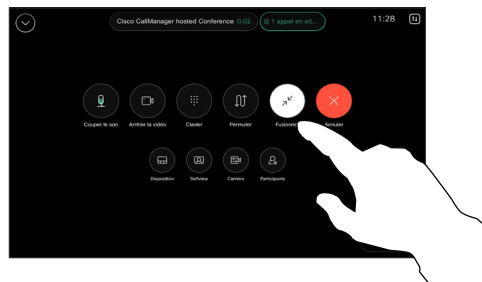 Cisco CallManager hosted Conference 0:02
1 appel en att...
11:28
Couper le son
Arrêter la vidéo
Clavier
Permuter
Fusionne
Annuler
Disposition
Selfview
Caméra
Participants